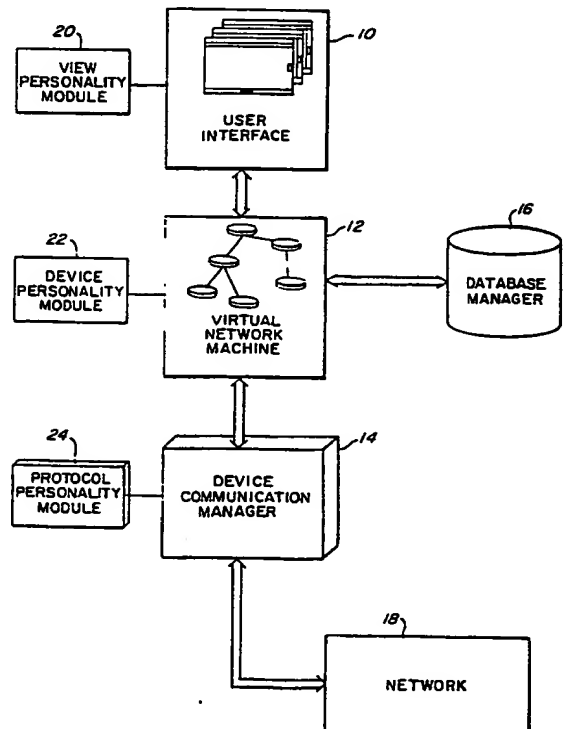 20
VIEW
PERSONALITY
MODULE
10
USER
INTERFACE
22
DEVICE
PERSONALITY
MODULE
12
VIRTUAL
NETWORK
MACHINE
16
DATABASE
MANAGER
24
PROTOCOL
PERSONALITY
MODULE
14
DEVICE
COMMUNICATION
MANAGER
18
NETWORK